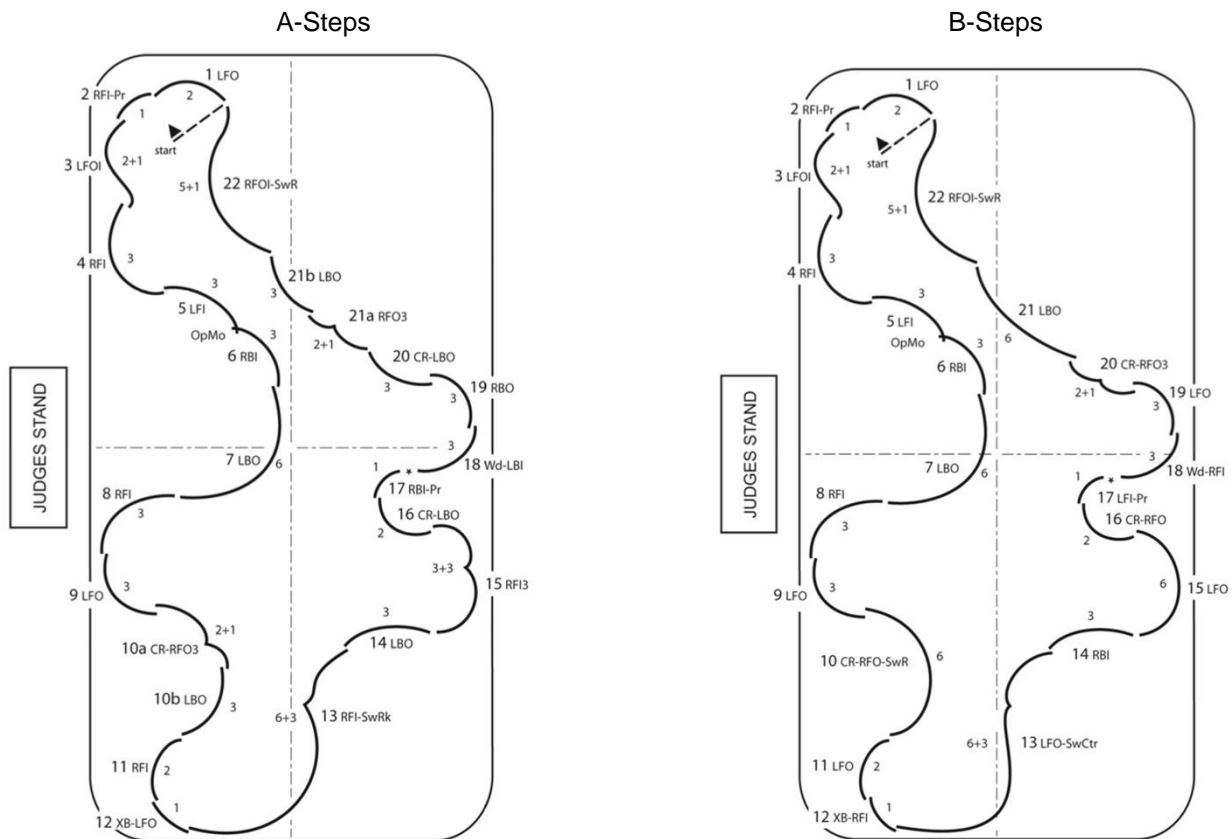 A-Steps
B-Steps
1 LFO
2
2 RFI-Pr
1
start
3 LFOI
2+1
5+1
22 RFOI-SwR
4 RFI
3
21b LBO
3
5 LFI
3
21a RFO3
2+1
OpMo
3
6 RBI
20 CR-LBO
3
19 RBO
3
JUDGES STAND
7 LBO
6
3
18 Wd-LBI
1
*
17 RBI-Pr
8 RFI
3
16 CR-LBO
2
3+3
15 RFI3
9 LFO
3
3
14 LBO
2+1
10a CR-RFO3
10b LBO
3
6+3
13 RFI-SwRk
11 RFI
2
1
12 XB-LFO
1 LFO
2
2 RFI-Pr
1
start
3 LFOI
2+1
5+1
22 RFOI-SwR
4 RFI
3
3
5 LFI
21 LBO
6
OpMo
3
6 RBI
20 CR-RFO3
2+1
19 LFO
3
JUDGES STAND
7 LBO
6
3
18 Wd-RFI
1
*
17 LFI-Pr
8 RFI
3
16 CR-RFO
2
6
15 LFO
9 LFO
3
3
14 RBI
10 CR-RFO-SwR
6
6+3
13 LFO-SwCtr
11 LFO
2
1
12 XB-RFI